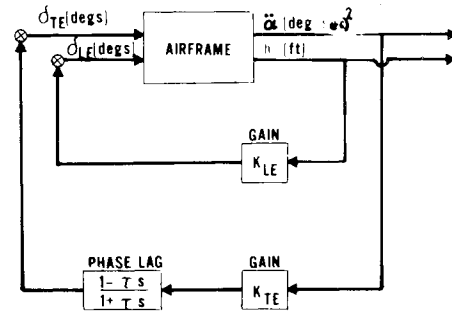 δTE(degs)
α̈ (deg
2
δLE(degs)
AIRFRAME
h (ft)
GAIN
KLE
PHASE LAG
GAIN
1- τ s
1+ τ s
KTE